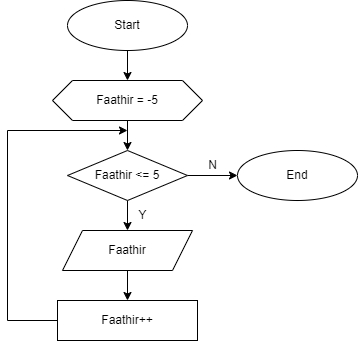 Start
Faathir = -5
Faathir <= 5
N
End
Y
Faathir
Faathir++